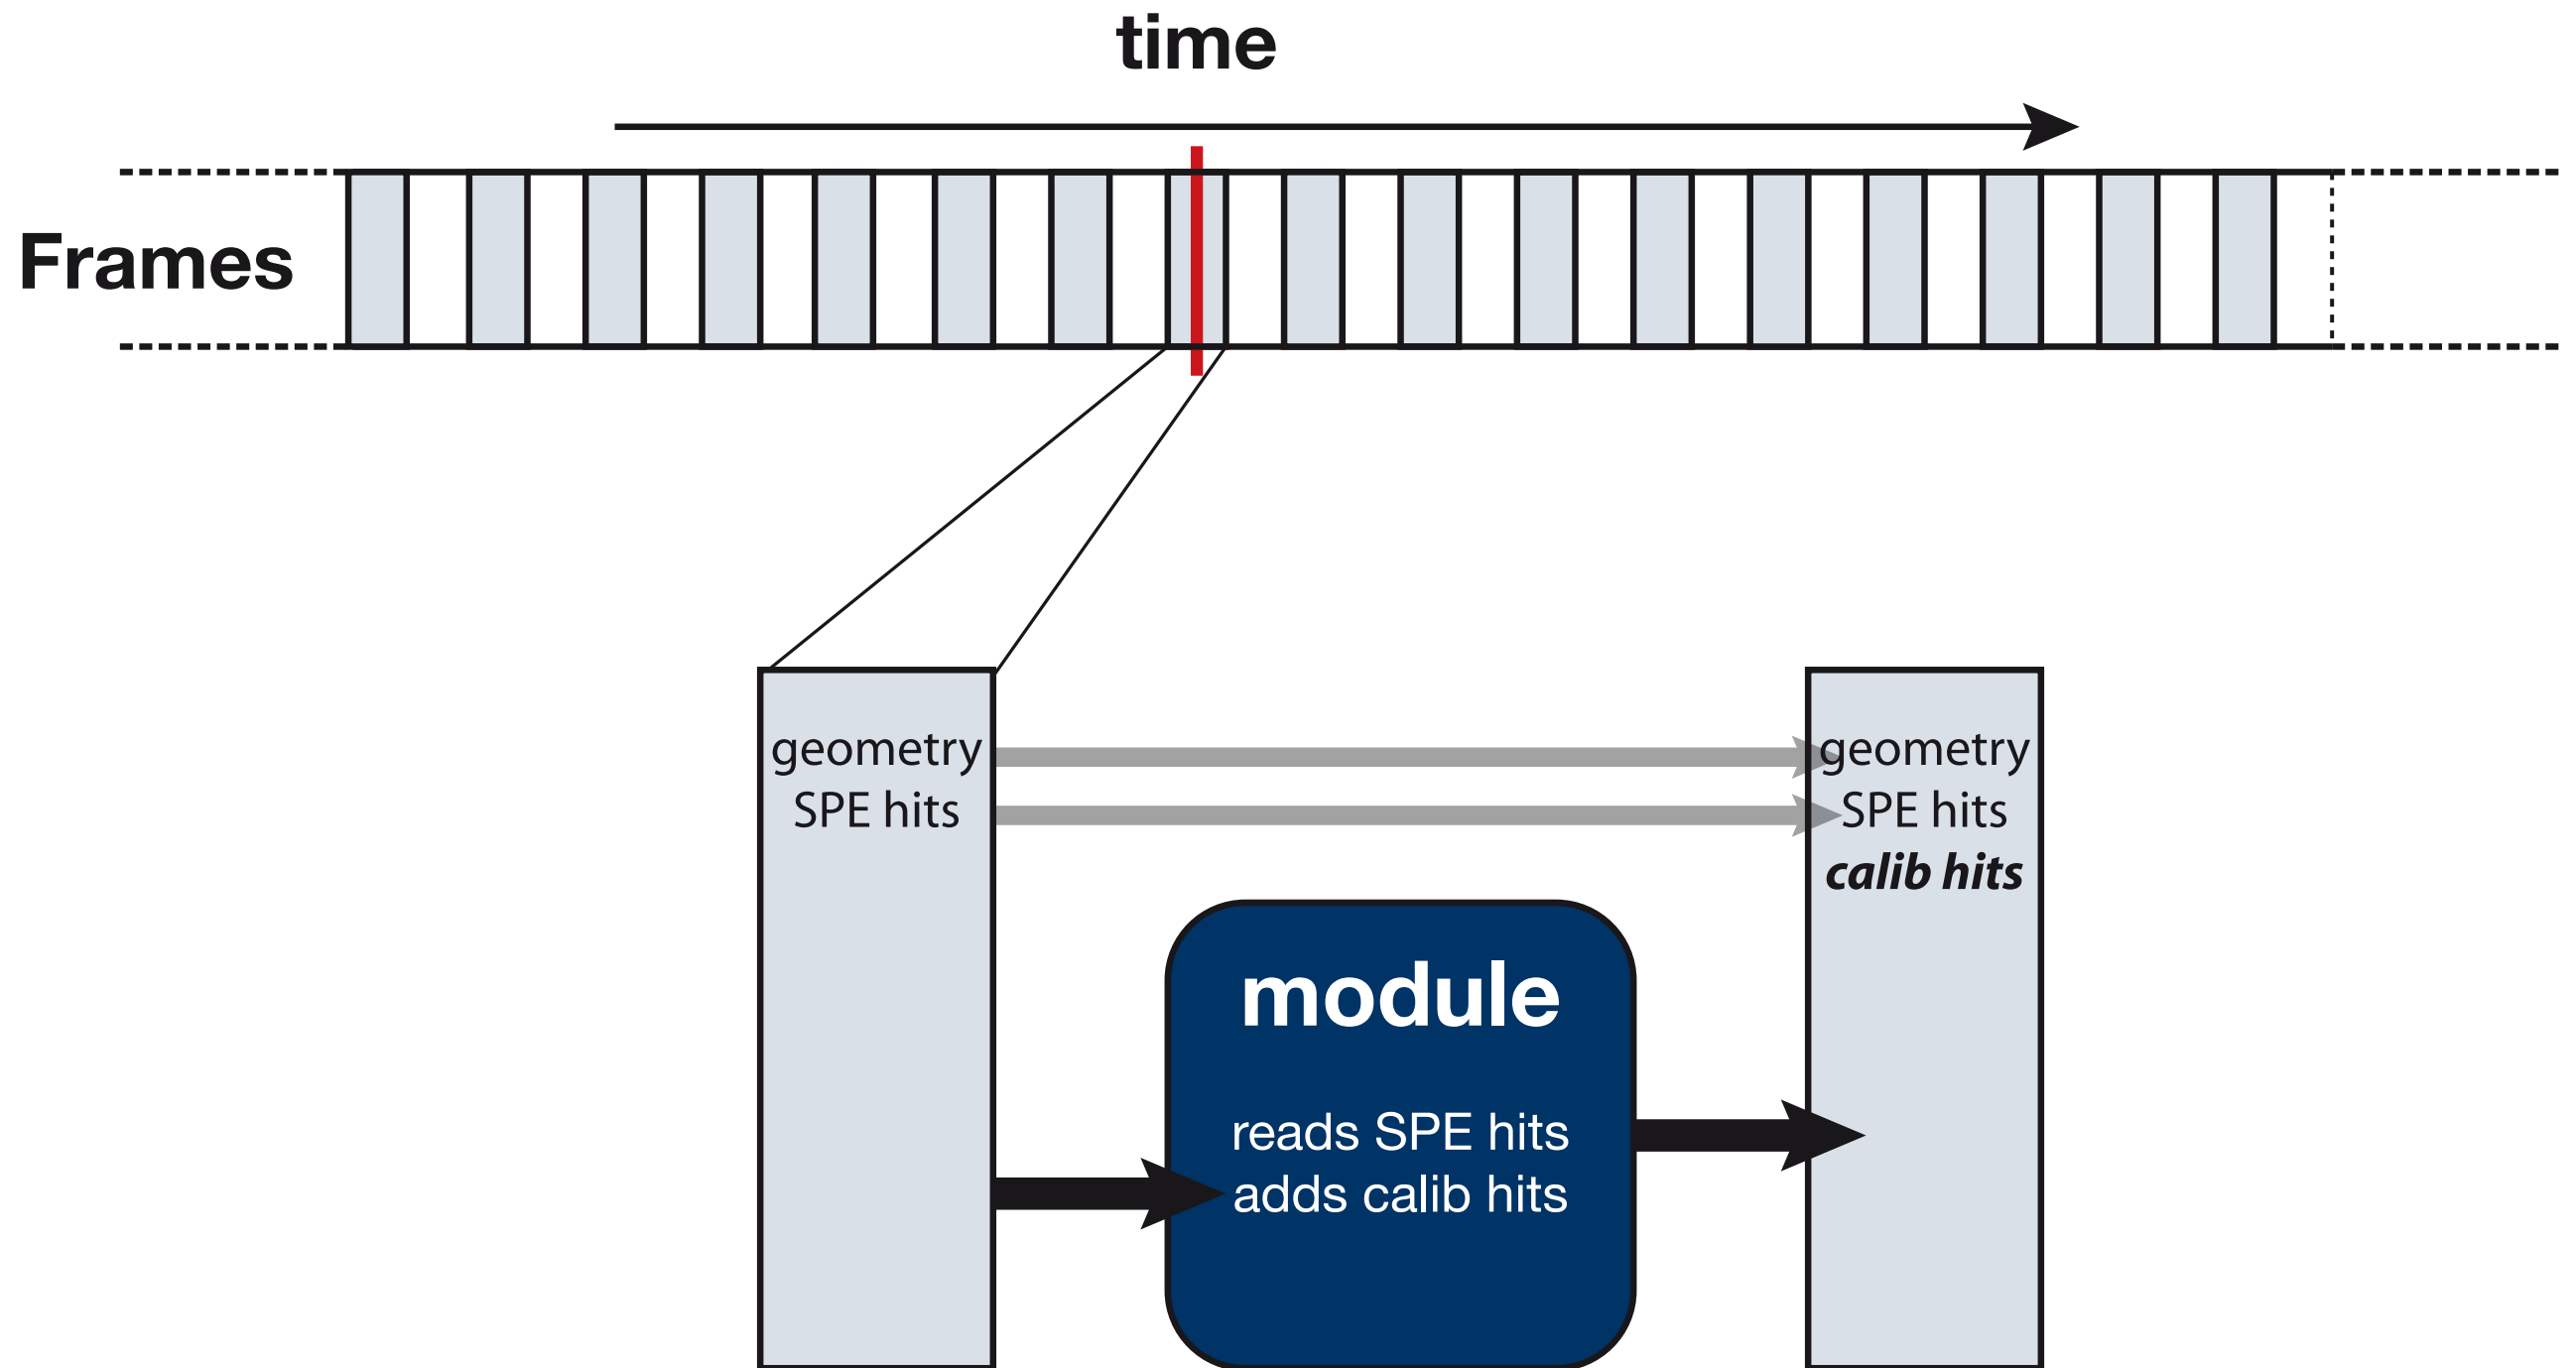 time
Frames
geometry
SPE hits
geometry
SPE hits
calib hits
module
reads SPE hits
adds calib hits